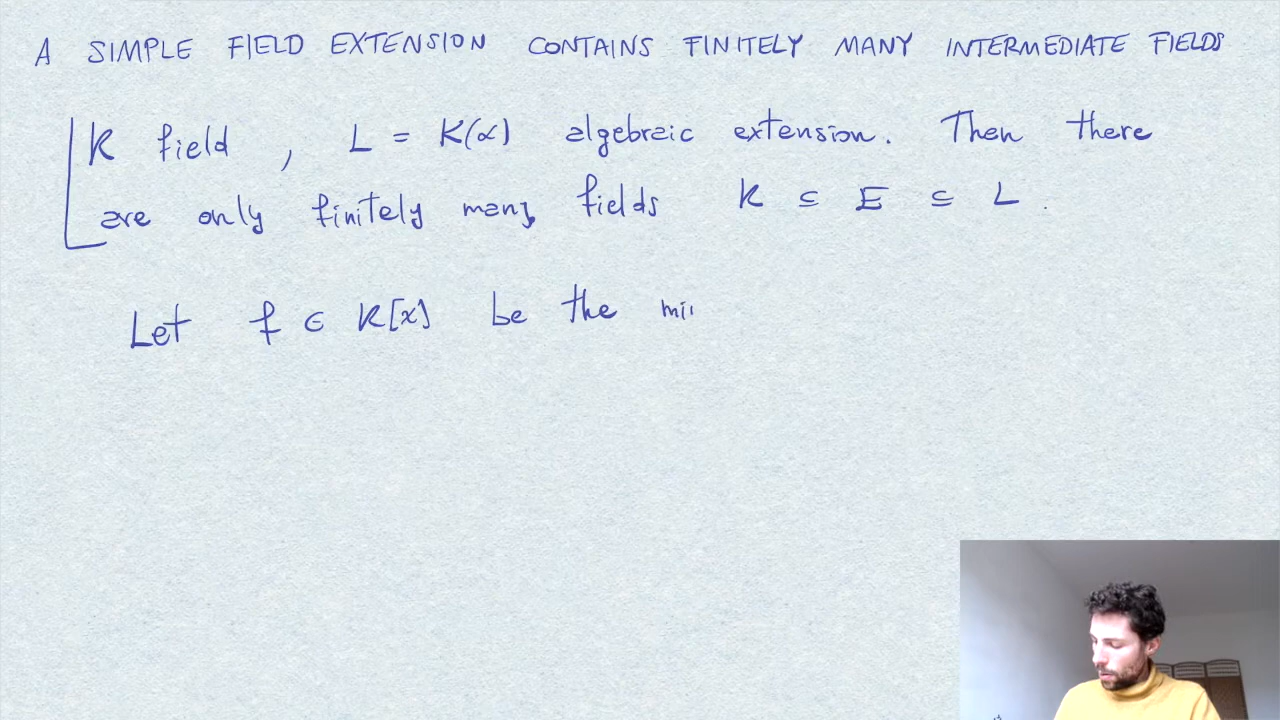 A SIMPLE FIELD EXTENSION CONTAINS FINITELY MANY INTERMEDIATE FIELDS
K field , L = K(α) algebraic extension. Then there
are only finitely many fields K ⊆ E ⊆ L .
Let f ∈ K[x] be the min